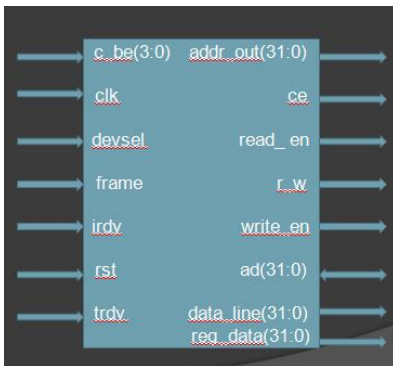 c_be(3:0) addr_out(31:0)
clk ce
devsel read_ en
frame r_w
irdy write_en
rst ad(31:0)
trdy data_line(31:0)
reg_data(31:0)